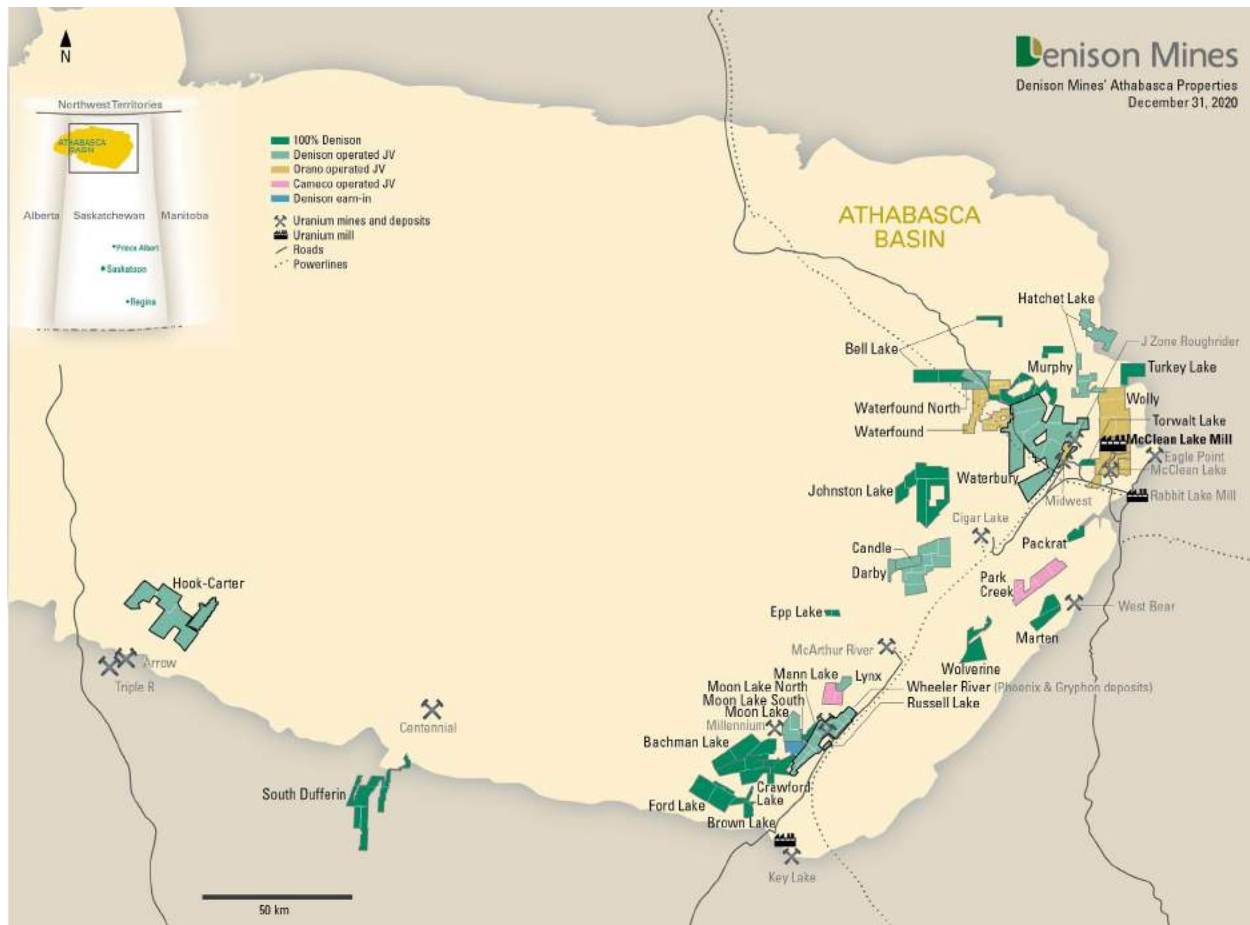 Denison Mines
Denison Mines' Athabasca Properties
December 31, 2020
N
Northwest Territories
ATHABASCA
BASIN
Alberta
Saskatchewan
Manitoba
Prince Albert
Saskatoon
Regina
100% Denison
Denison operated JV
Orano operated JV
Cameco operated JV
Denison earn-in
Uranium mines and deposits
Uranium mill
Roads
Powerlines
ATHABASCA
BASIN
Hatchet Lake
J Zone Roughrider
Bell Lake
Murphy
Turkey Lake
Wolly
Waterfound North
Torwalt Lake
Waterfound
McClean Lake Mill
Eagle Point
McClean Lake
Waterbury
Johnston Lake
Midwest
Rabbit Lake Mill
Cigar Lake
Packrat
Candle
Darby
Park
Creek
Hook-Carter
Epp Lake
West Bear
Marten
McArthur River
Wolverine
Arrow
Triple R
Mann Lake
Lynx
Moon Lake North
Wheeler River (Phoenix & Gryphon deposits)
Moon Lake South
Russell Lake
Moon Lake
Millennium
Centennial
Bachman Lake
South Dufferin
Crawford
Lake
Ford Lake
Brown Lake
Key Lake
50 km